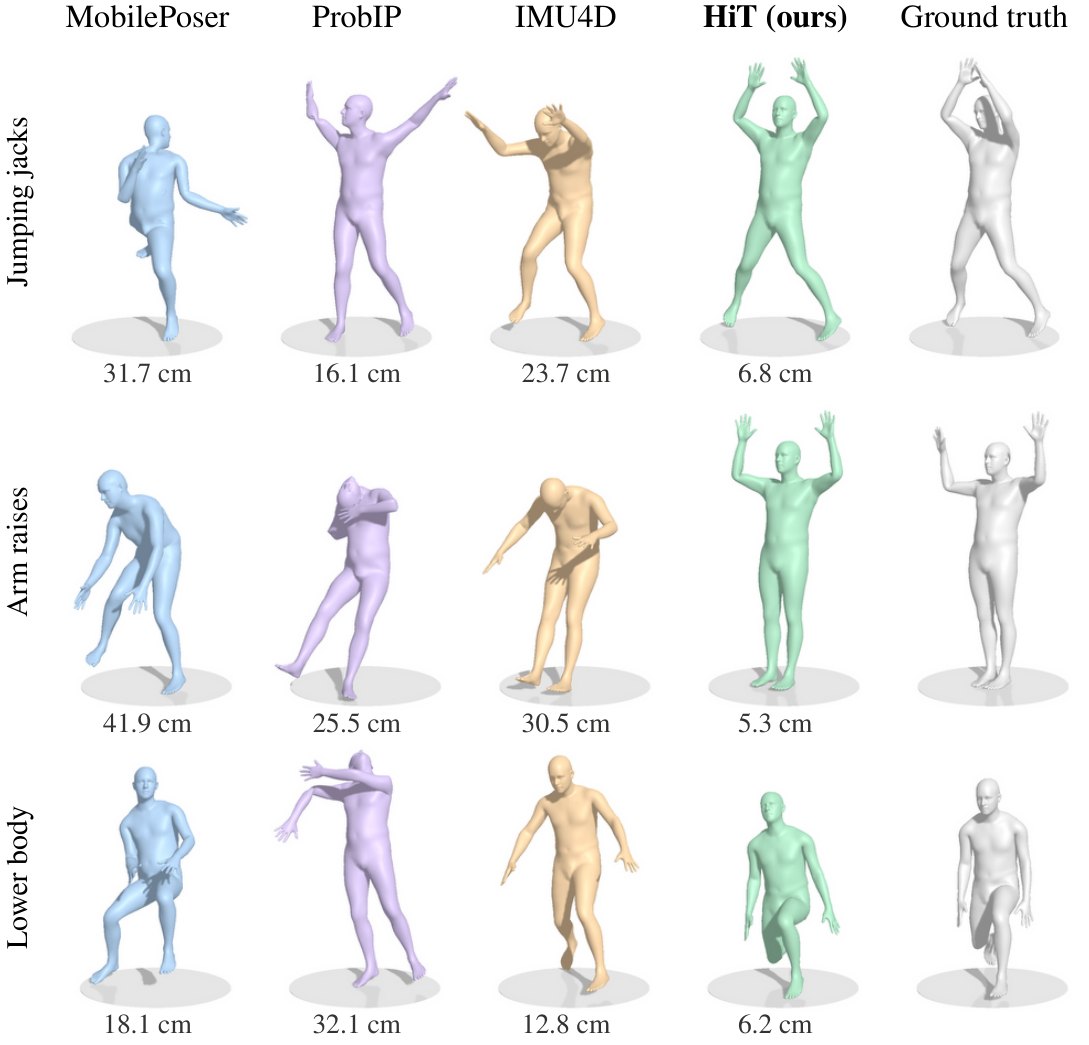 MobilePoser ProbIP IMU4D HiT (ours) Ground truth
Jumping jacks
31.7 cm 16.1 cm 23.7 cm 6.8 cm
Arm raises
41.9 cm 25.5 cm 30.5 cm 5.3 cm
Lower body
18.1 cm 32.1 cm 12.8 cm 6.2 cm